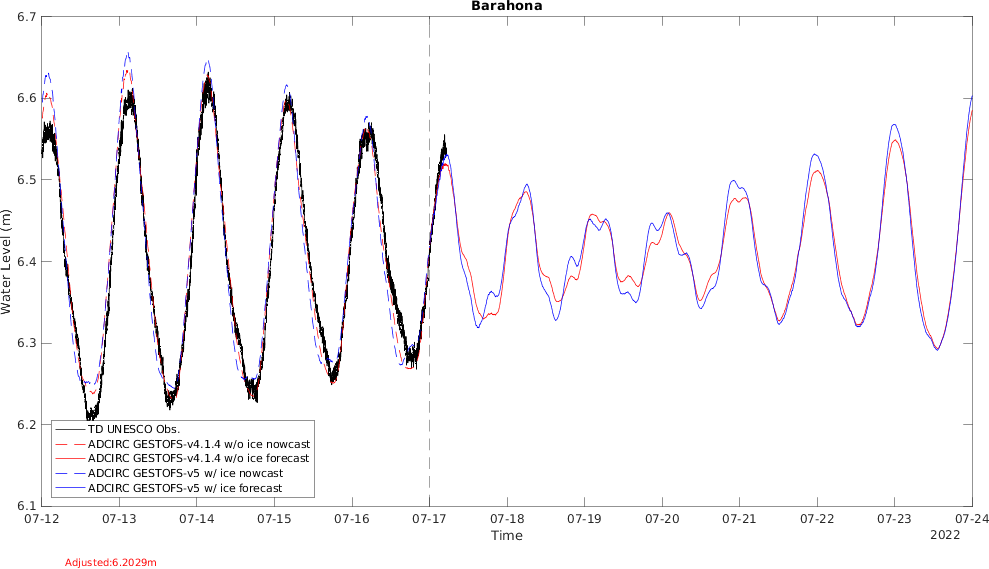 Barahona
6.7
6.6
6.5
6.4
6.3
6.2
6.1
Water Level (m)
TD UNESCO Obs.
ADCIRC GESTOFS-v4.1.4 w/o ice nowcast
ADCIRC GESTOFS-v4.1.4 w/o ice forecast
ADCIRC GESTOFS-v5 w/ ice nowcast
ADCIRC GESTOFS-v5 w/ ice forecast
07-12 07-13 07-14 07-15 07-16 07-17 07-18 07-19 07-20 07-21 07-22 07-23 07-24
Time
2022
Adjusted:6.2029m